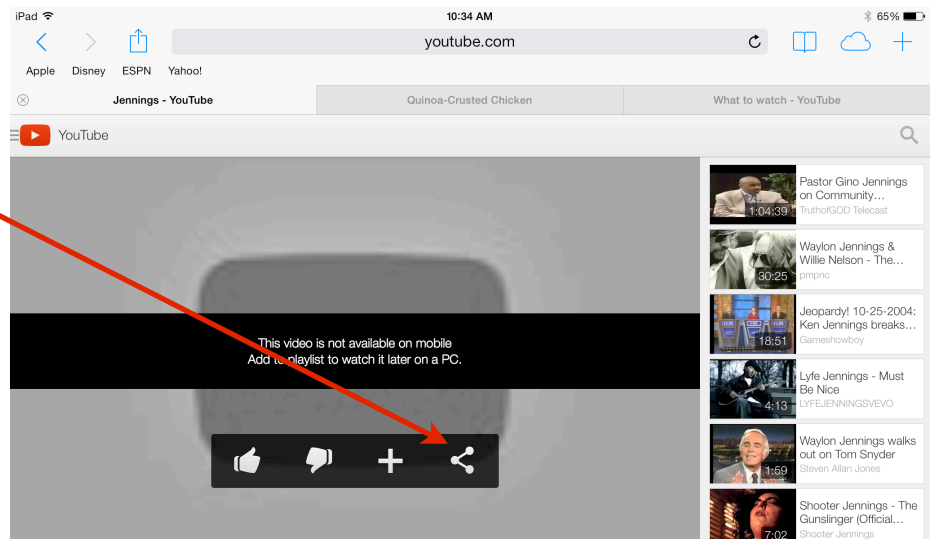 iPad 10:34 AM 65%
youtube.com
Apple Disney ESPN Yahoo!
Jennings - YouTube Quinoa-Crusted Chicken What to watch - YouTube
YouTube
This video is not available on mobile
Add to playlist to watch it later on a PC.
Pastor Gino Jennings
on Community…
TruthofGOD Telecast
1:04:39
Waylon Jennings &
Willie Nelson - The…
pmpnc
30:25
Jeopardy! 10-25-2004:
Ken Jennings breaks…
Gameshowboy
18:51
Lyfe Jennings - Must
Be Nice
LYFEJENNINGSVEVO
4:13
Waylon Jennings walks
out on Tom Snyder
Steven Allan Jones
1:59
Shooter Jennings - The
Gunslinger (Official…
Shooter Jennings
7:02